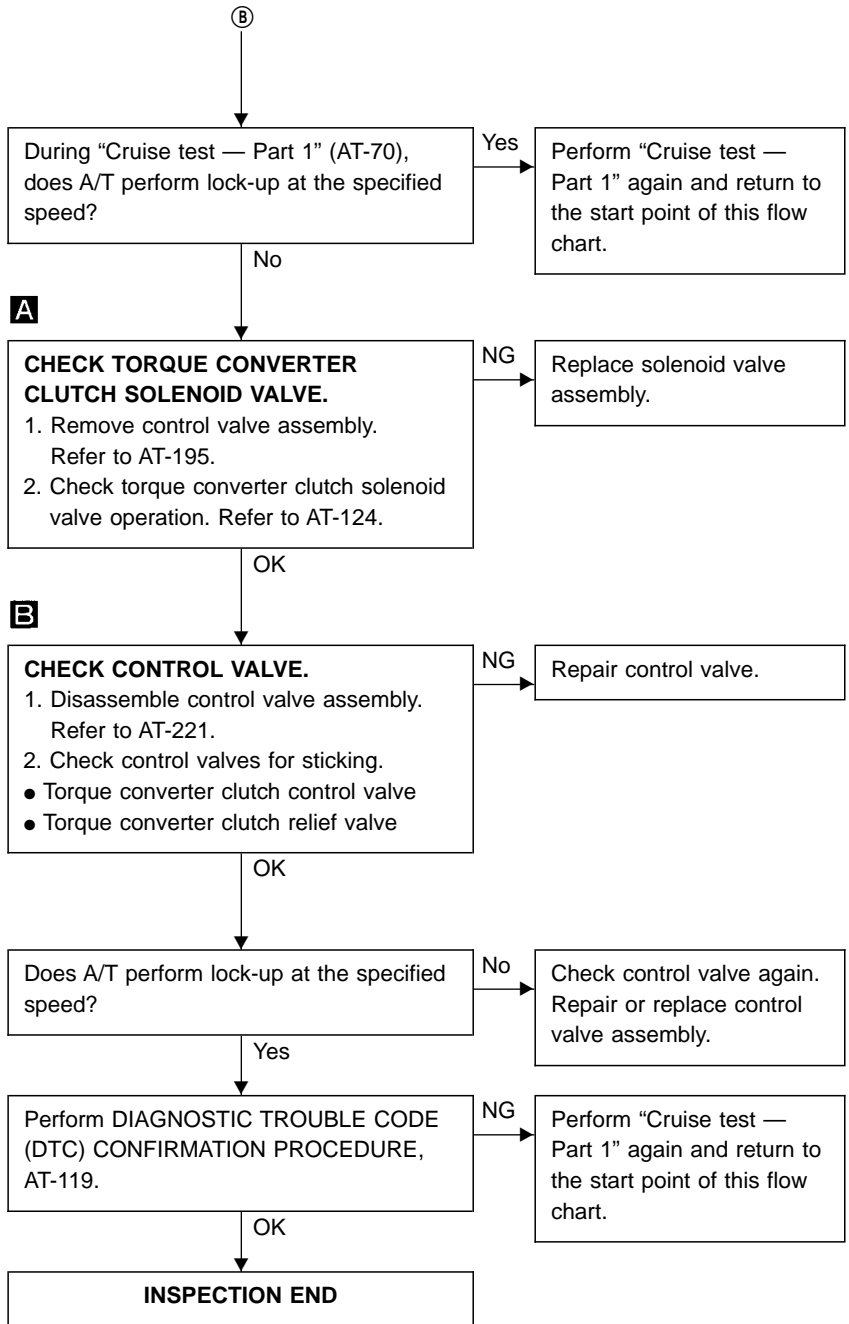 Ⓑ
During “Cruise test — Part 1” (AT-70),
does A/T perform lock-up at the specified
speed?
Yes
Perform “Cruise test —
Part 1” again and return to
the start point of this flow
chart.
No
A
CHECK TORQUE CONVERTER
CLUTCH SOLENOID VALVE.
1. Remove control valve assembly.
Refer to AT-195.
2. Check torque converter clutch solenoid
valve operation. Refer to AT-124.
NG
Replace solenoid valve
assembly.
OK
B
CHECK CONTROL VALVE.
1. Disassemble control valve assembly.
Refer to AT-221.
2. Check control valves for sticking.
● Torque converter clutch control valve
● Torque converter clutch relief valve
NG
Repair control valve.
OK
Does A/T perform lock-up at the specified
speed?
No
Check control valve again.
Repair or replace control
valve assembly.
Yes
Perform DIAGNOSTIC TROUBLE CODE
(DTC) CONFIRMATION PROCEDURE,
AT-119.
NG
Perform “Cruise test —
Part 1” again and return to
the start point of this flow
chart.
OK
INSPECTION END